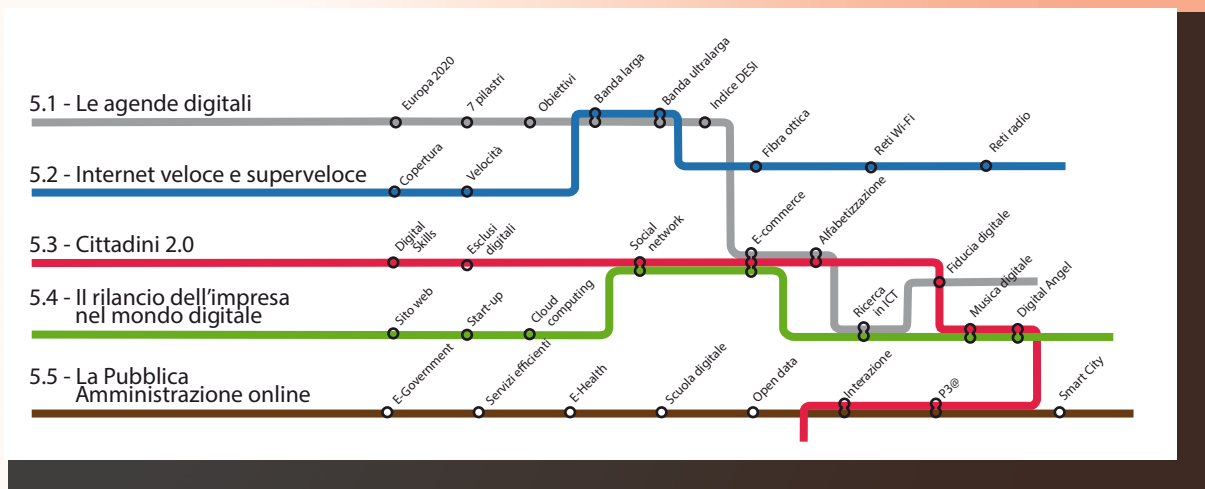 5.1 - Le agende digitali
Europa 2020
7 pilastri
Obiettivi
Banda larga
Banda ultralarga
Indice DESI
5.2 - Internet veloce e superveloce
Copertura
Velocità
Fibra ottica
Reti Wi-Fi
Reti radio
5.3 - Cittadini 2.0
Digital
Skills
Esclusi
digitali
Social
network
E-commerce
Alfabetizzazione
Fiducia digitale
5.4 - Il rilancio dell'impresa
nel mondo digitale
Sito web
Start-up
Cloud
computing
Ricerca
in ICT
Musica digitale
Digital Angel
5.5 - La Pubblica
Amministrazione online
E-Government
Servizi efficienti
E-Health
Scuola digitale
Open data
Interazione
P3@
Smart City